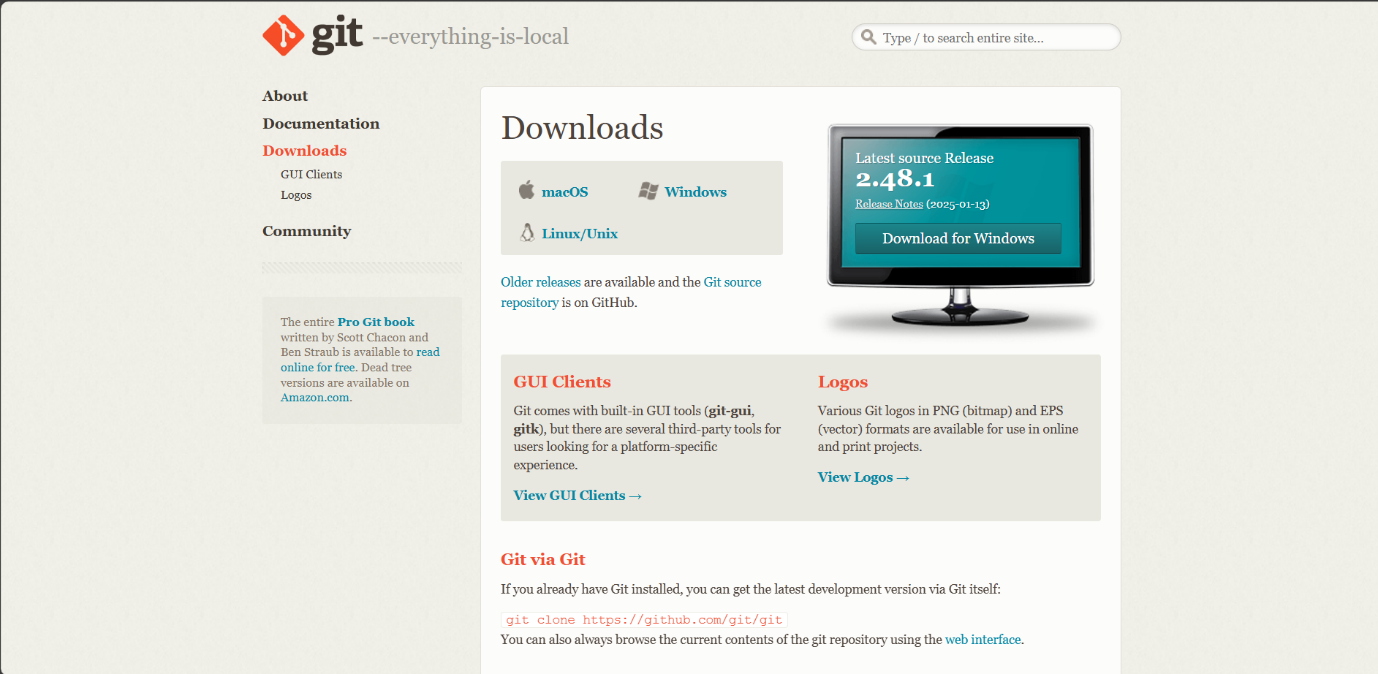 git --everything-is-local
Type / to search entire site...
About
Documentation
Downloads
GUI Clients
Logos
Community
The entire Pro Git book
written by Scott Chacon and
Ben Straub is available to read
online for free. Dead tree
versions are available on
Amazon.com.
Downloads
macOS
Windows
Linux/Unix
Older releases are available and the Git source
repository is on GitHub.
Latest source Release
2.48.1
Release Notes (2025-01-13)
Download for Windows
GUI Clients
Git comes with built-in GUI tools (git-gui,
gitk), but there are several third-party tools for
users looking for a platform-specific
experience.
View GUI Clients →
Logos
Various Git logos in PNG (bitmap) and EPS
(vector) formats are available for use in online
and print projects.
View Logos →
Git via Git
If you already have Git installed, you can get the latest development version via Git itself:
git clone https://github.com/git/git
You can also always browse the current contents of the git repository using the web interface.